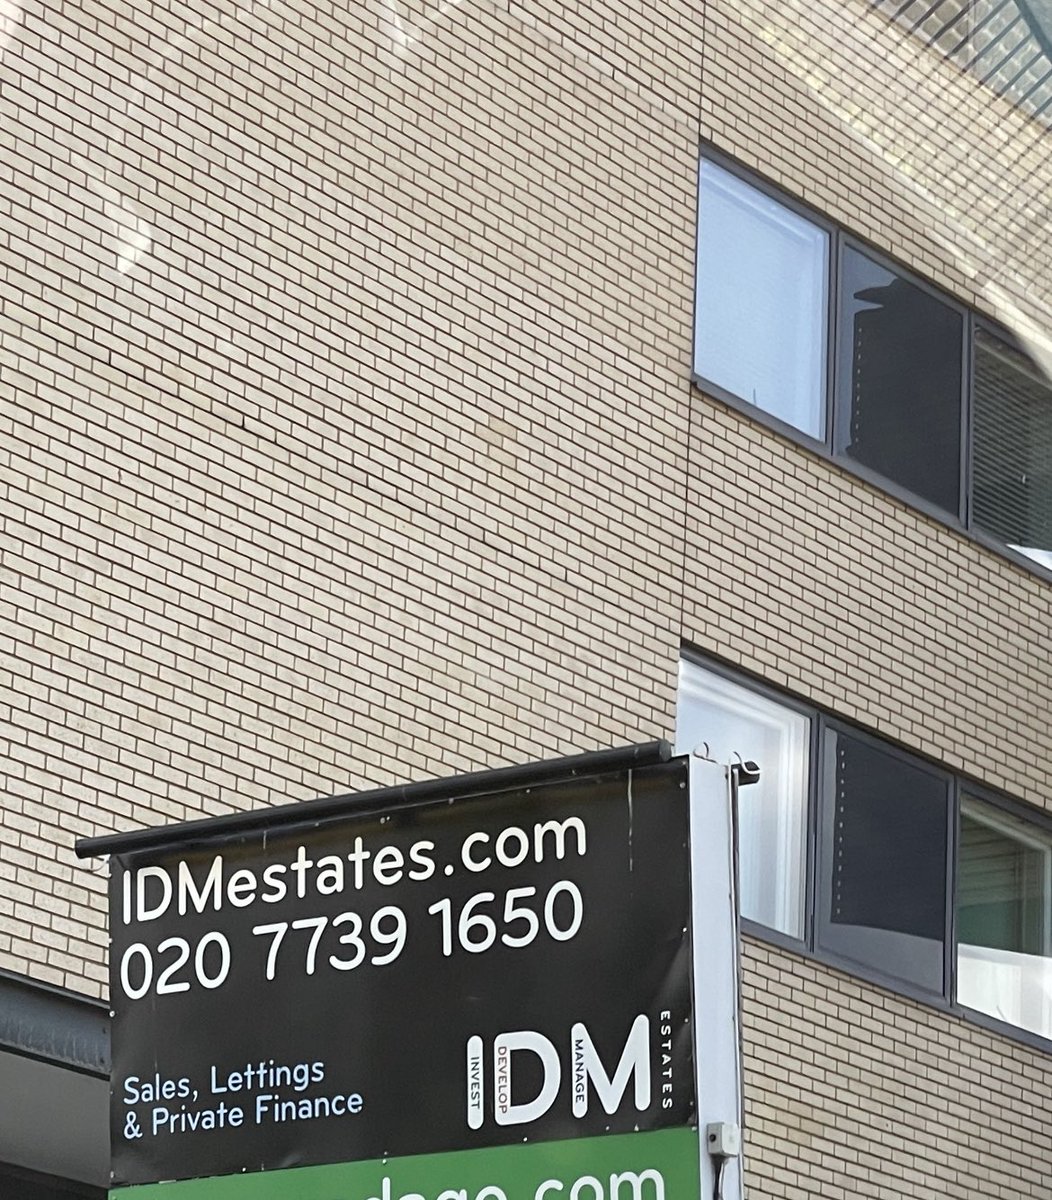 IDMestates.com
020 7739 1650
Sales, Lettings
& Private Finance
IDM
INVEST
DEVELOP
MANAGE
ESTATES